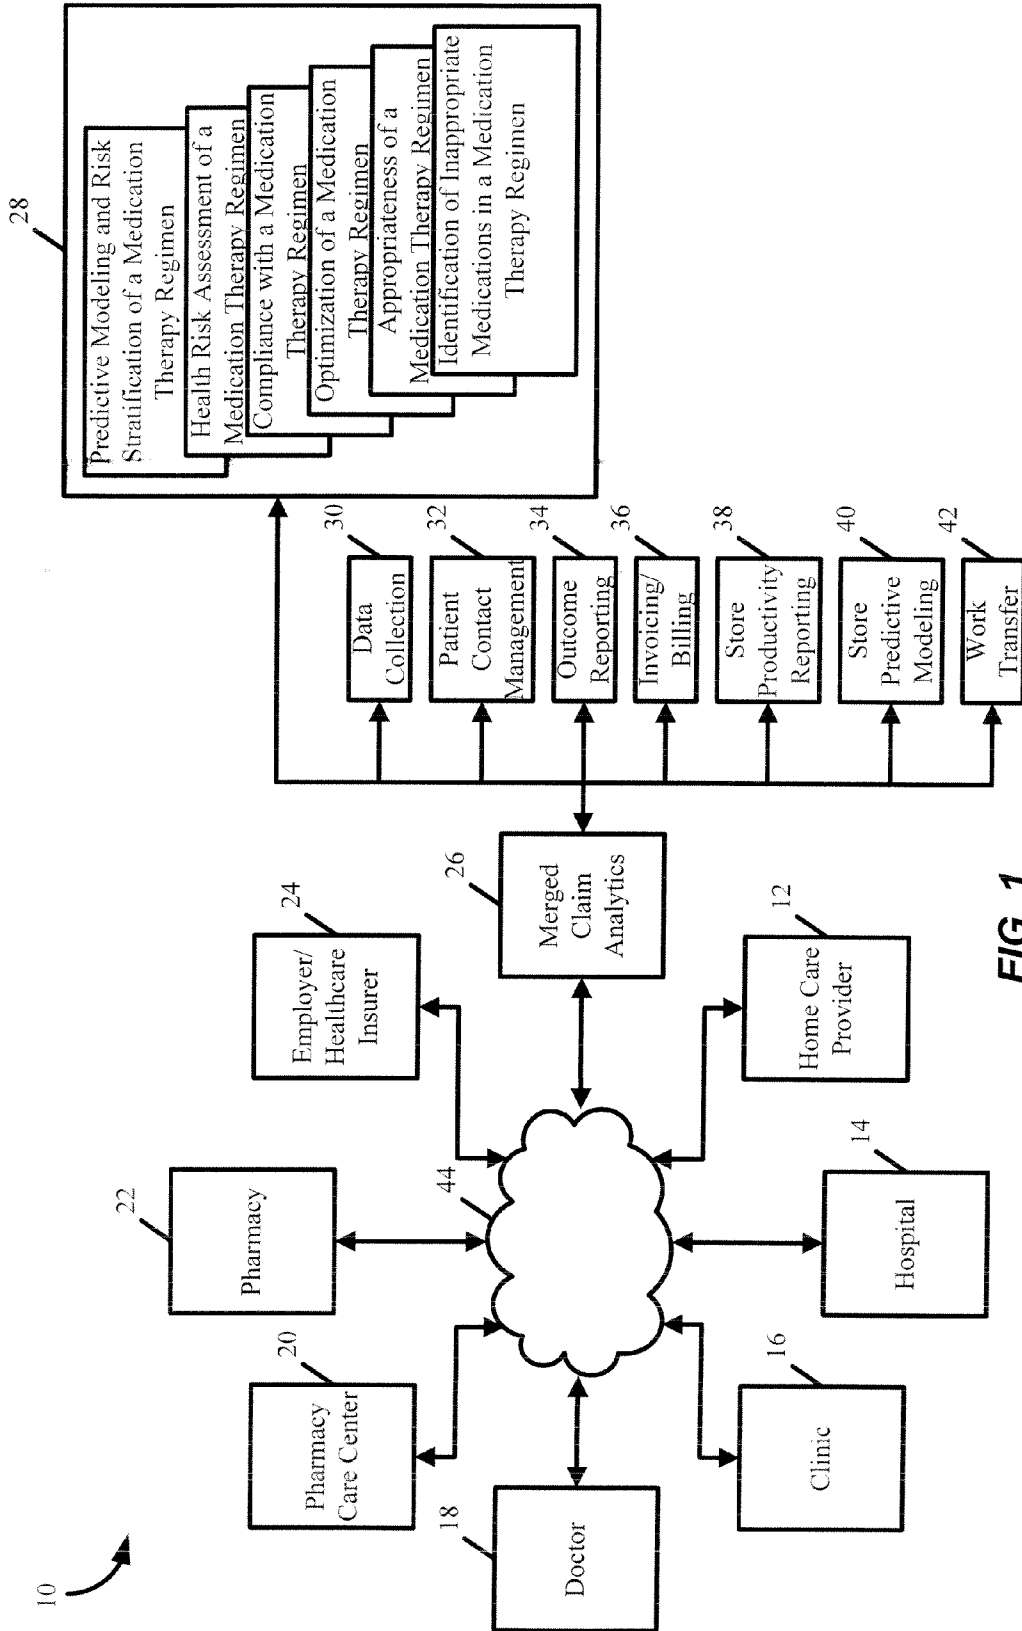 10
18
Doctor
20
Pharmacy
Care Center
22
Pharmacy
24
Employer/
Healthcare
Insurer
44
26
Merged
Claim
Analytics
16
Clinic
14
Hospital
12
Home Care
Provider
28
Predictive Modeling and Risk
Stratification of a Medication
Therapy Regimen
Health Risk Assessment of a
Medication Therapy Regimen
Compliance with a Medication
Therapy Regimen
Optimization of a Medication
Therapy Regimen
Appropriateness of a
Medication Therapy Regimen
Identification of Inappropriate
Medications in a Medication
Therapy Regimen
30
Data
Collection
32
Patient
Contact
Management
34
Outcome
Reporting
36
Invoicing/
Billing
38
Store
Productivity
Reporting
40
Store
Predictive
Modeling
42
Work
Transfer
FIG. 1